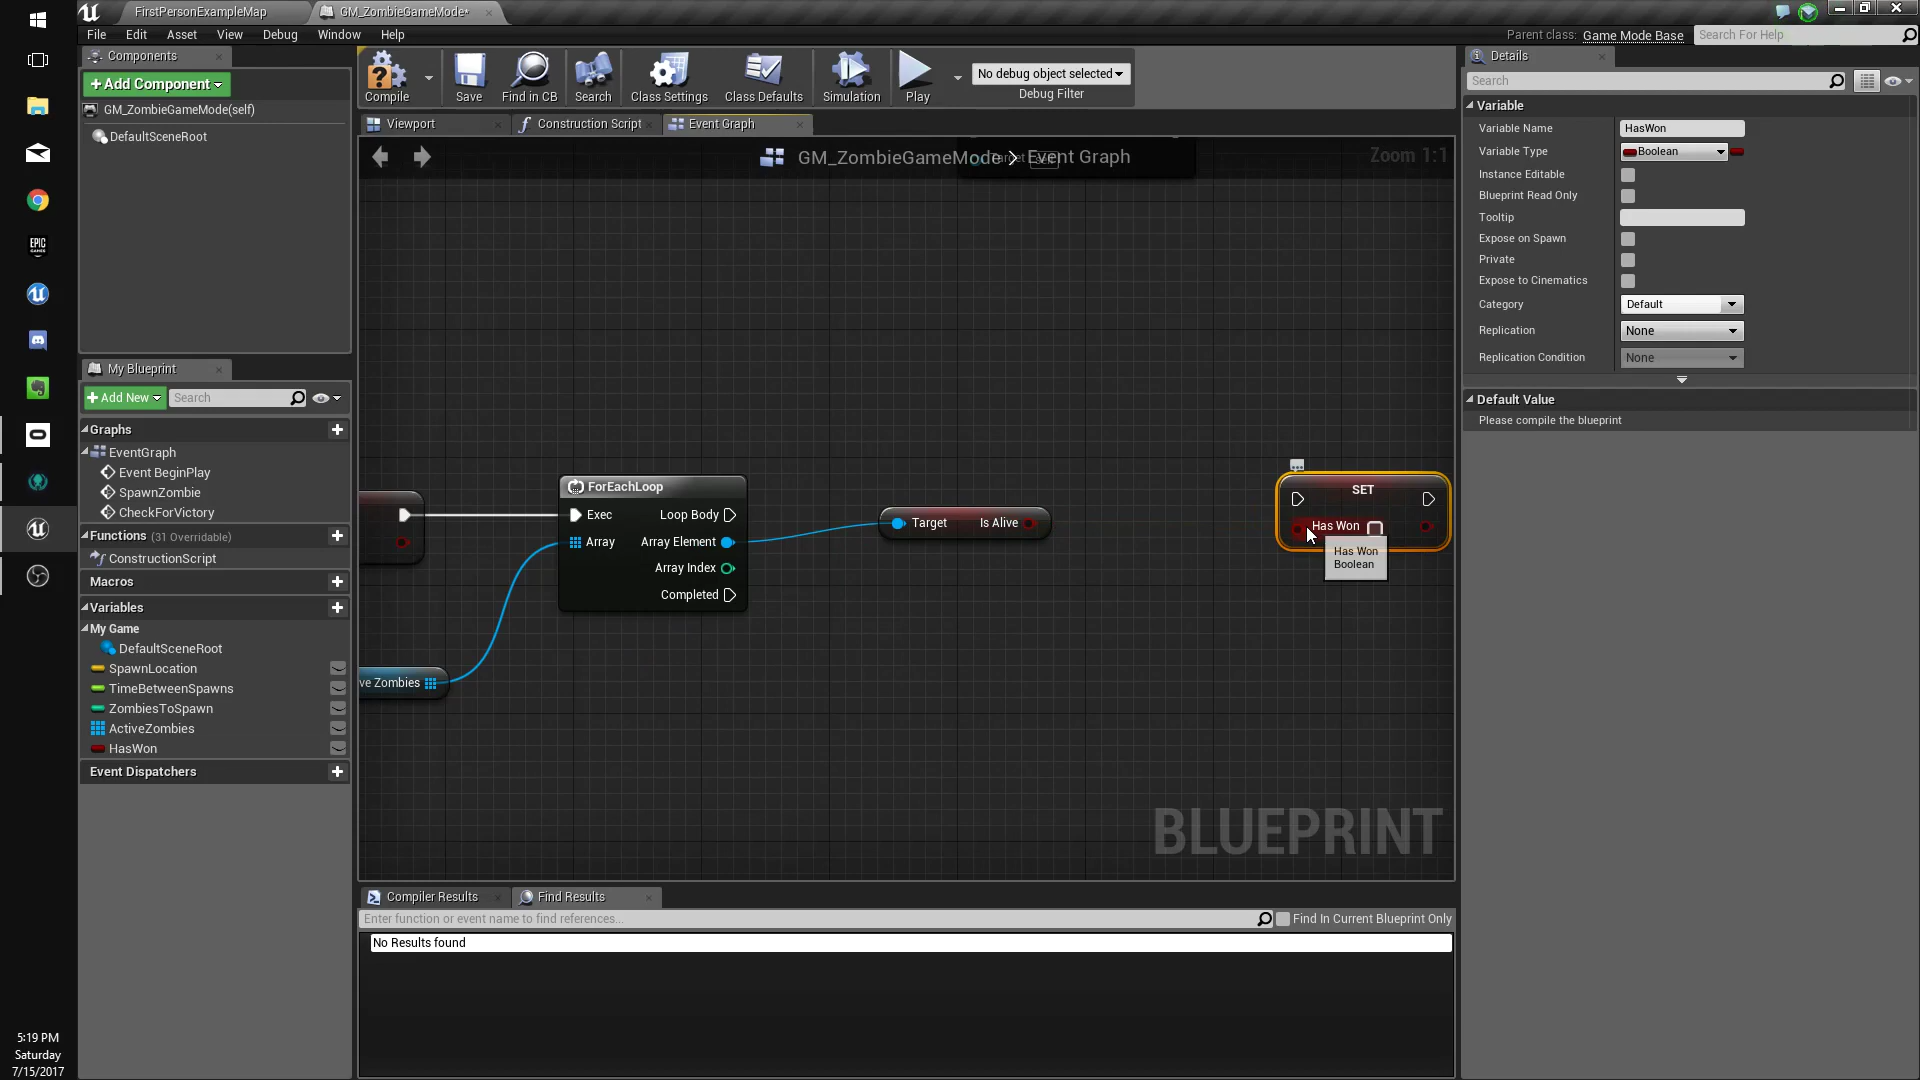 FirstPersonExampleMap
GM_ZombieGameMode*
File Edit Asset View Debug Window Help
Parent class: Game Mode Base
Search For Help
Components
+ Add Component
GM_ZombieGameMode(self)
DefaultSceneRoot
Compile
Save
Find in CB
Search
Class Settings
Class Defaults
Simulation
Play
No debug object selected
Debug Filter
Viewport
Construction Script
Event Graph
GM_ZombieGameMode > Event Graph
Zoom 1:1
ForEachLoop
Exec
Loop Body
Array
Array Element
Array Index
Completed
ve Zombies
Target
Is Alive
SET
Has Won
Has Won
Boolean
BLUEPRINT
My Blueprint
+ Add New
Search
Graphs
EventGraph
Event BeginPlay
SpawnZombie
CheckForVictory
Functions (31 Overridable)
ConstructionScript
Macros
Variables
My Game
DefaultSceneRoot
SpawnLocation
TimeBetweenSpawns
ZombiesToSpawn
ActiveZombies
HasWon
Event Dispatchers
Compiler Results
Find Results
Enter function or event name to find references...
Find In Current Blueprint Only
No Results found
Details
Search
Variable
Variable Name
HasWon
Variable Type
Boolean
Instance Editable
Blueprint Read Only
Tooltip
Expose on Spawn
Private
Expose to Cinematics
Category
Default
Replication
None
Replication Condition
None
Default Value
Please compile the blueprint
EPIC
GAMES
5:19 PM
Saturday
7/15/2017